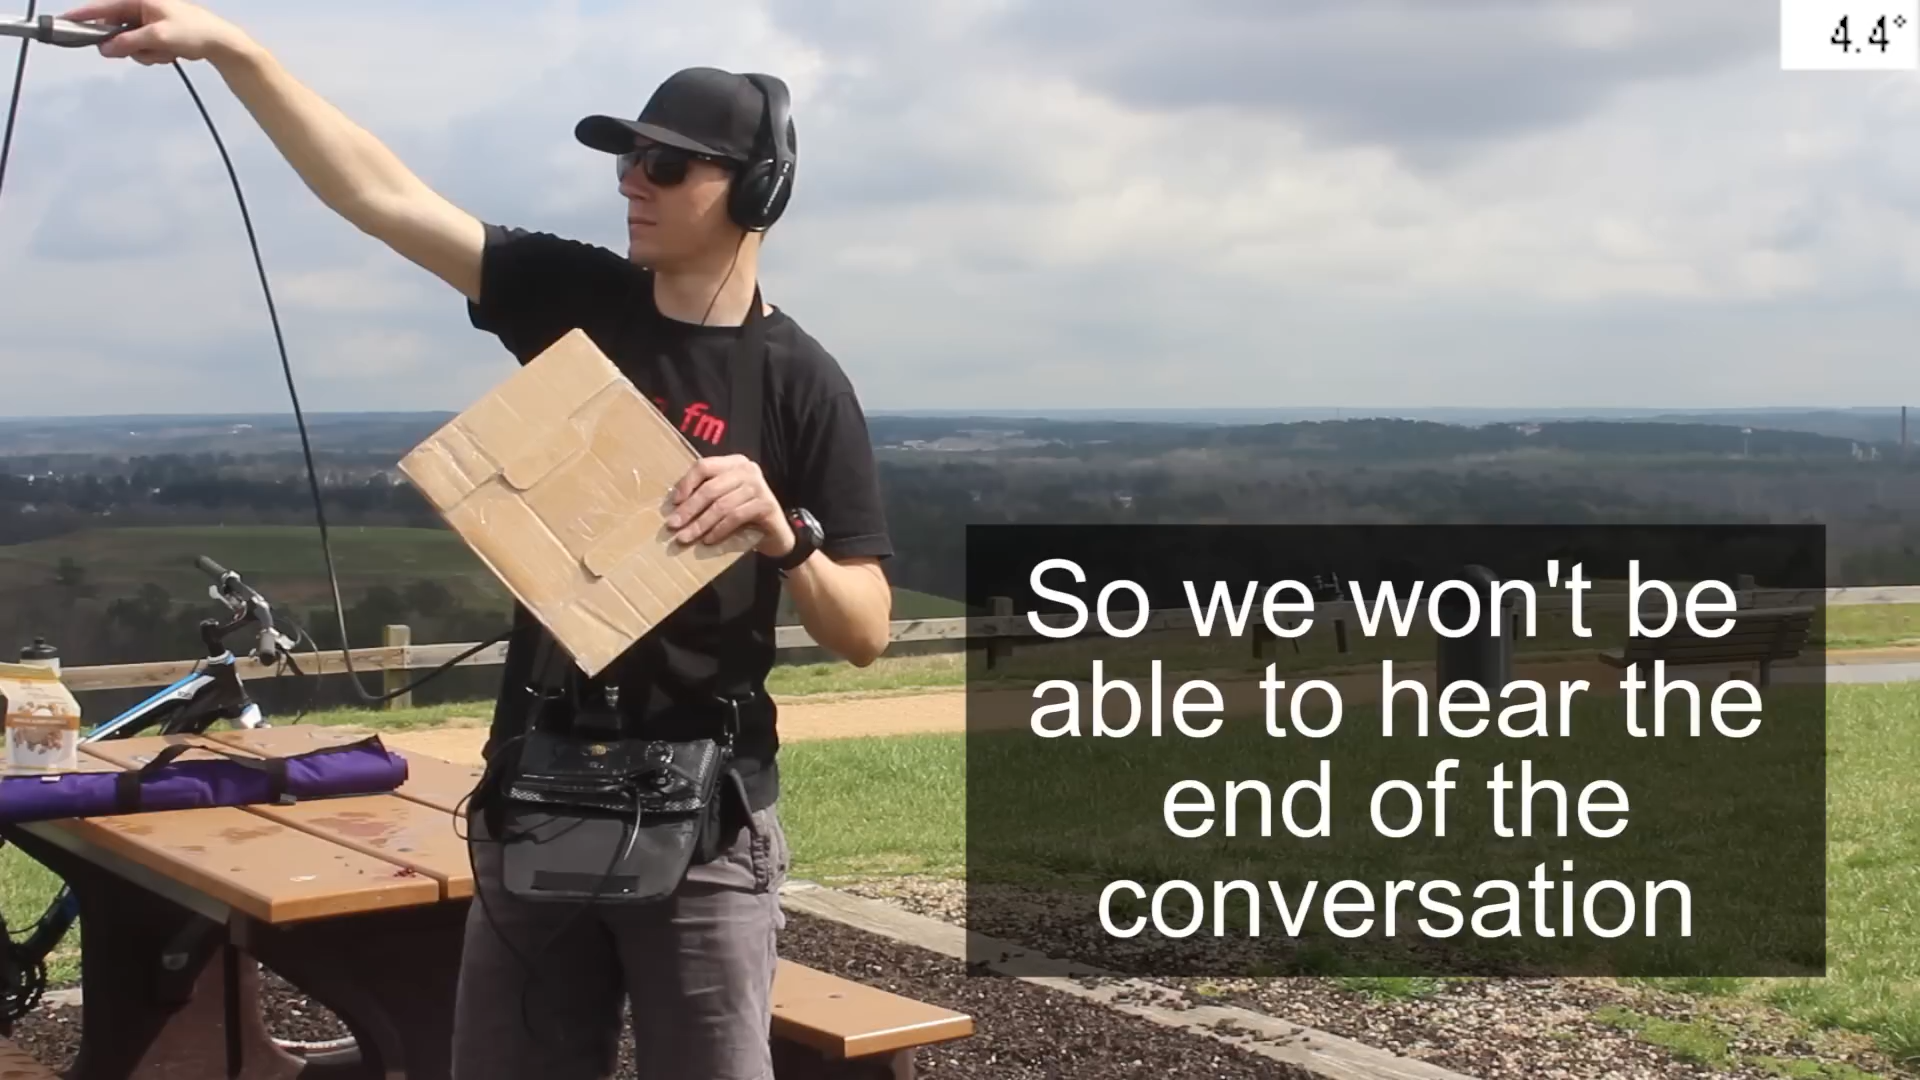 4.4°
fm
So we won't be
able to hear the
end of the
conversation